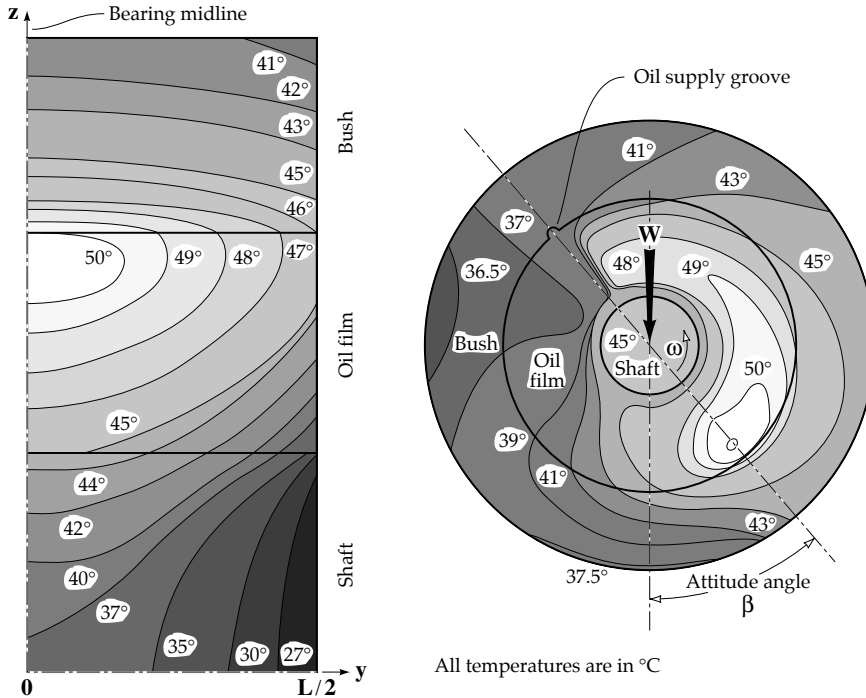 z
Bearing midline
41°
42°
43°
45°
46°
47°
48°
49°
50°
45°
44°
42°
40°
37°
35°
30°
27°
Bush
Oil film
Shaft
0
L/2
y
Oil supply groove
41°
43°
37°
W
36.5°
48°
49°
45°
Bush
Oil
film
45°
Shaft
ω
50°
39°
41°
43°
37.5°
Attitude angle
β
All temperatures are in °C